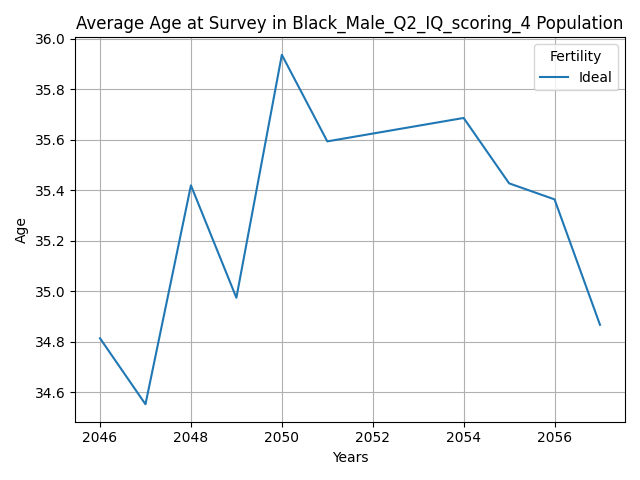 Average Age at Survey in Black_Male_Q2_IQ_scoring_4 Population
36.0
35.8
35.6
35.4
35.2
35.0
34.8
34.6
Age
Fertility
Ideal
2046
2048
2050
2052
2054
2056
Years